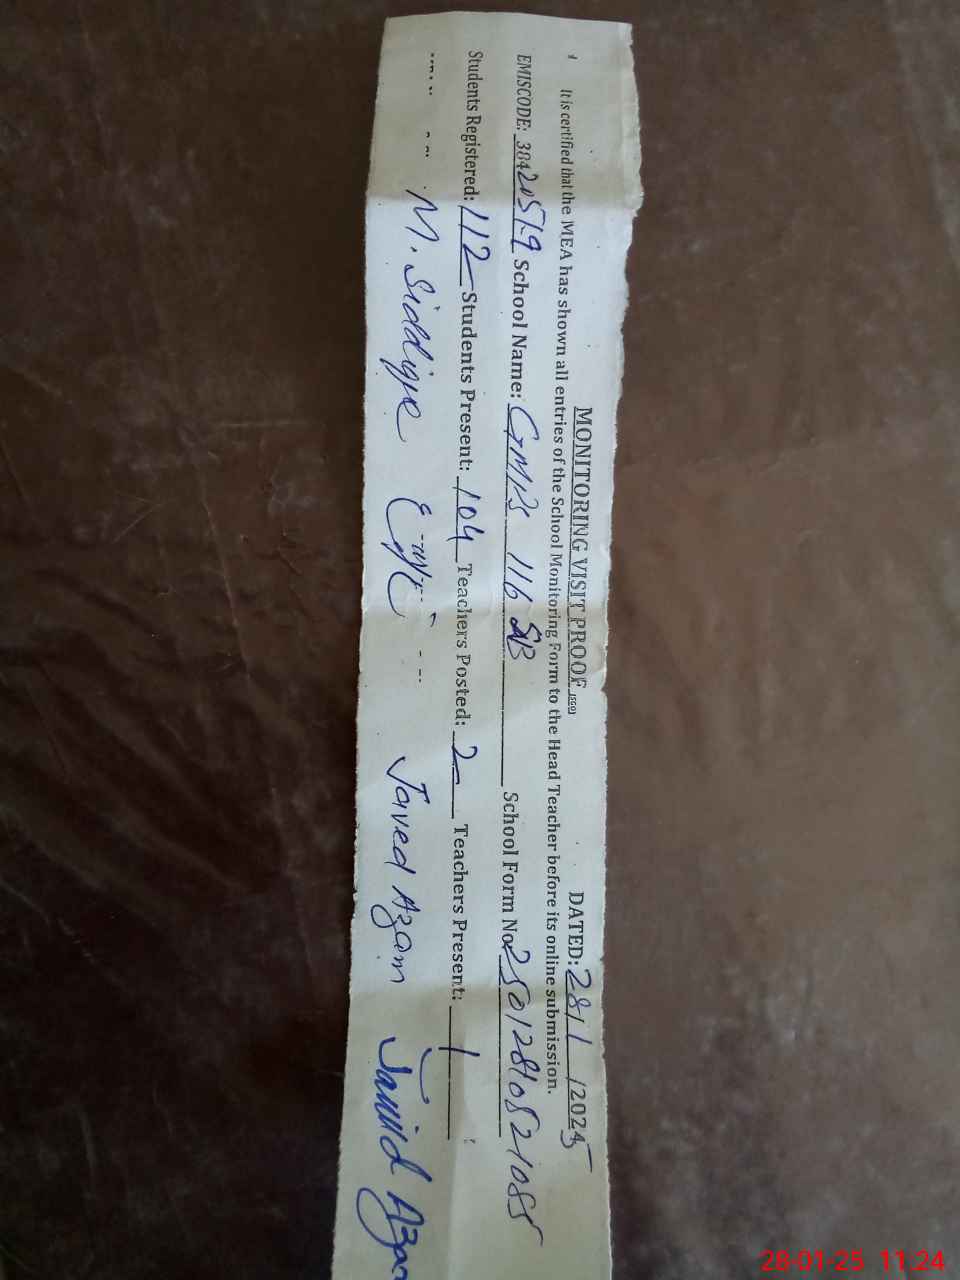 MONITORING VISIT PROOF DATED: 28/1/2025
It is certified that the MEA has shown all entries of the School Monitoring Form to the Head Teacher before its online submission.
EMISCODE: 38420519 School Name: GMPS 116 SB School Form No
Students Registered: 112 Students Present: 104 Teachers Posted: 2 Teachers Present: 1
M. Siddique Javed Azam Javid Azam
28-01-25 11:24